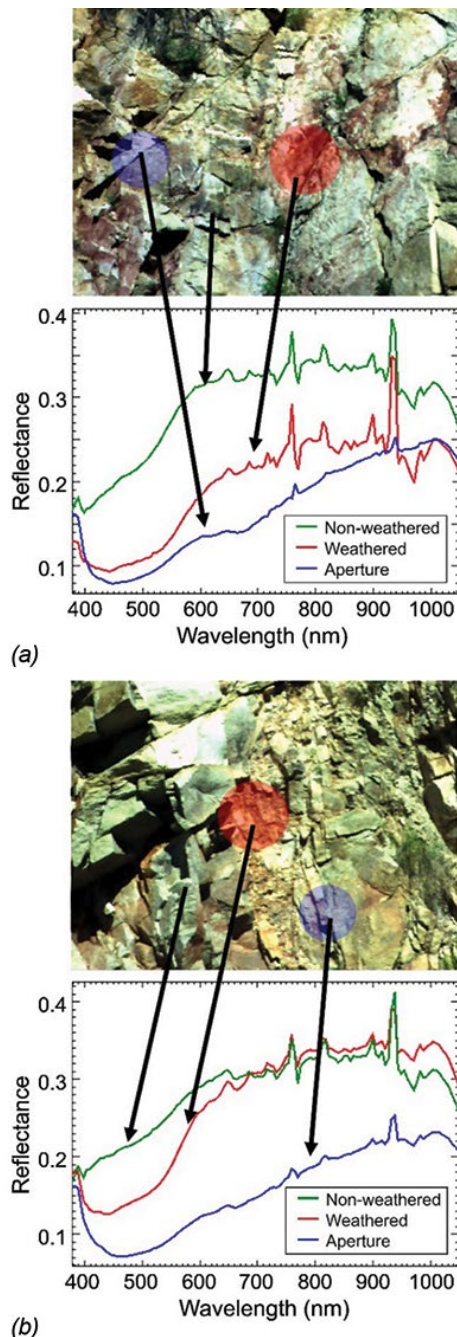 0.4
0.3
0.2
0.1
Reflectance
Non-weathered
Weathered
Aperture
400 500 600 700 800 900 1000
Wavelength (nm)
(a)
0.4
0.3
0.2
0.1
Reflectance
Non-weathered
Weathered
Aperture
400 500 600 700 800 900 1000
Wavelength (nm)
(b)